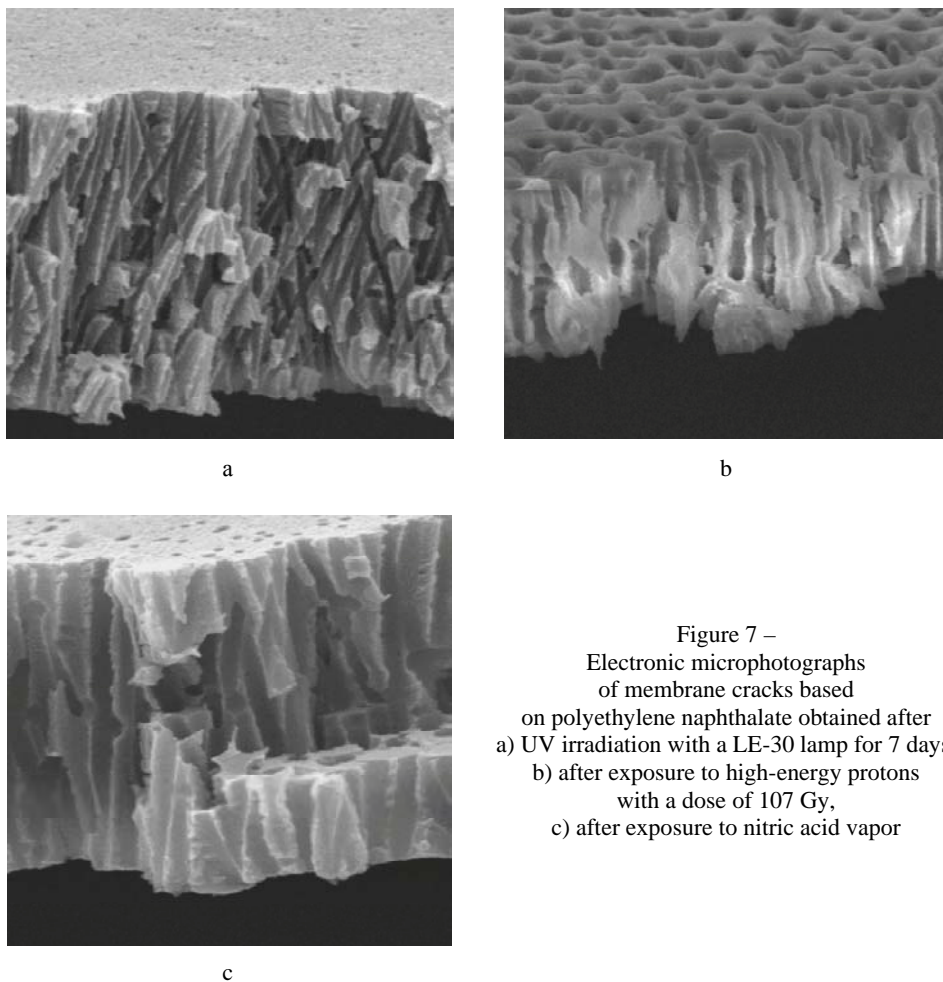 a
b
c
Figure 7 –
Electronic microphotographs
of membrane cracks based
on polyethylene naphthalate obtained after
a) UV irradiation with a LE-30 lamp for 7 days
b) after exposure to high-energy protons
with a dose of 107 Gy,
c) after exposure to nitric acid vapor